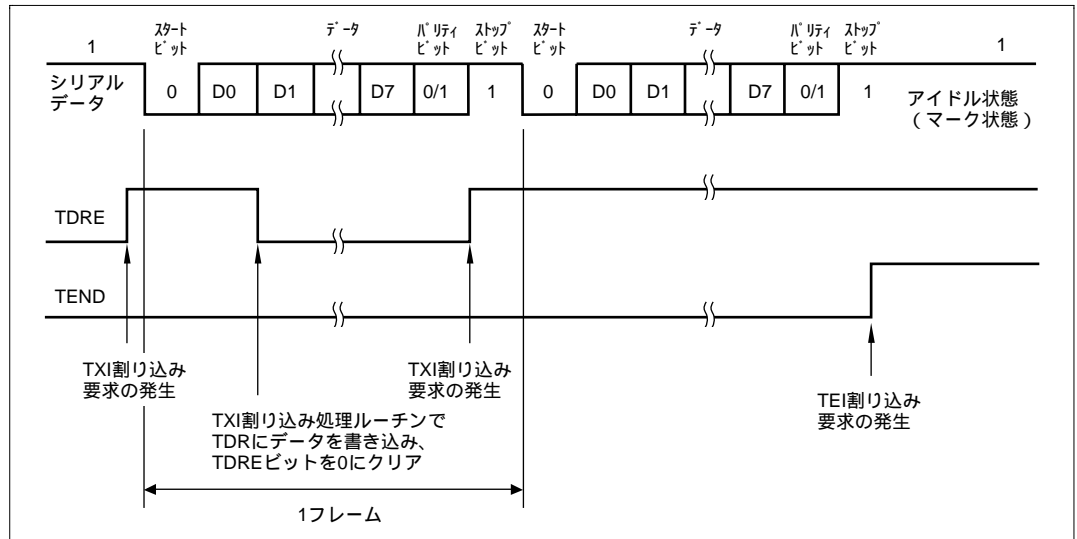 スタート データ パリティ ストップ スタート データ パリティ ストップ
1 ビット ビット ビット ビット ビット ビット 1
シリアル
データ
0 D0 D1 D7 0/1 1 0 D0 D1 D7 0/1 1
アイドル状態
(マーク状態)
TDRE
TEND
TXI割り込み
要求の発生
TXI割り込み
要求の発生
TXI割り込み処理ルーチンで
TDRにデータを書き込み、
TDREビットを0にクリア
TEI割り込み
要求の発生
1フレーム